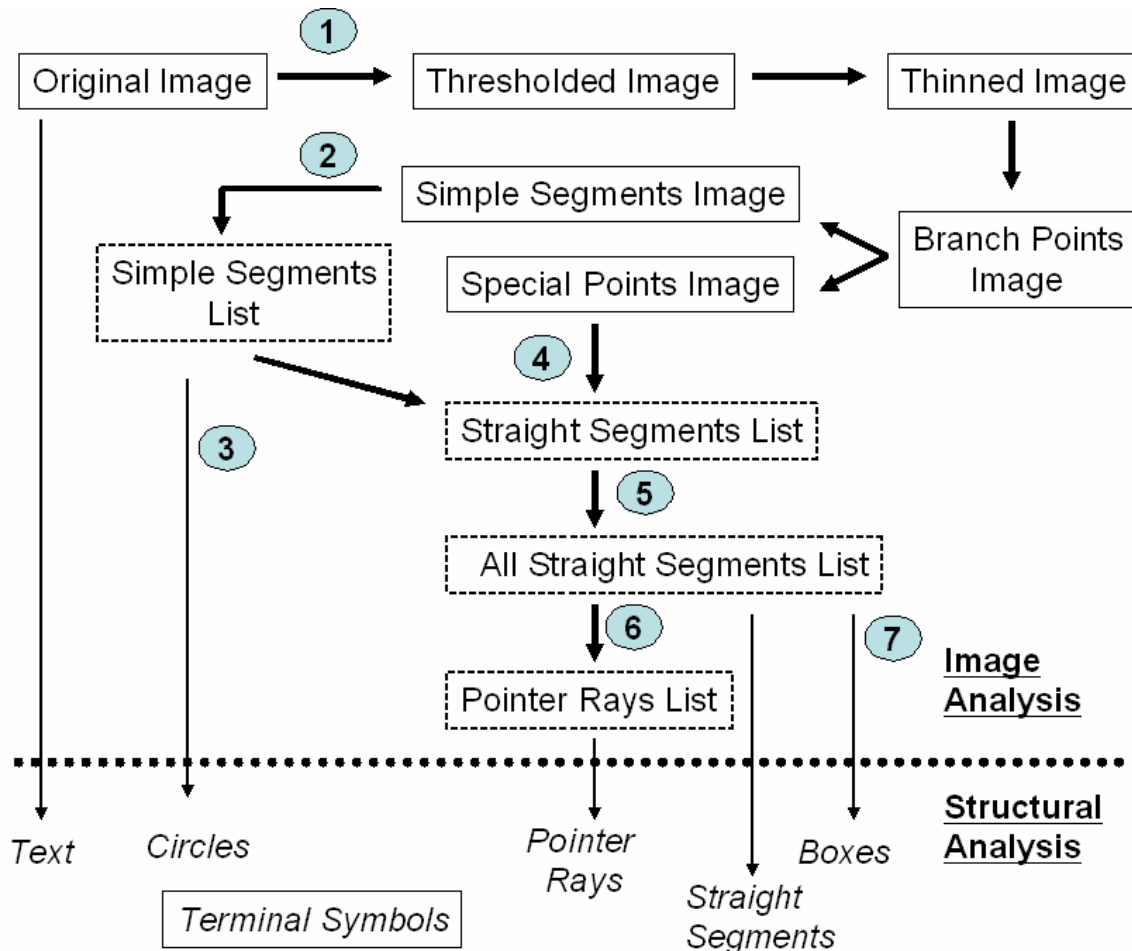 1
Original Image
Thresholded Image
Thinned Image
2
Simple Segments Image
Branch Points
Image
Simple Segments
List
Special Points Image
4
Straight Segments List
3
5
All Straight Segments List
6
7
Pointer Rays List
Image
Analysis
Structural
Analysis
Text
Circles
Pointer
Rays
Boxes
Straight
Segments
Terminal Symbols